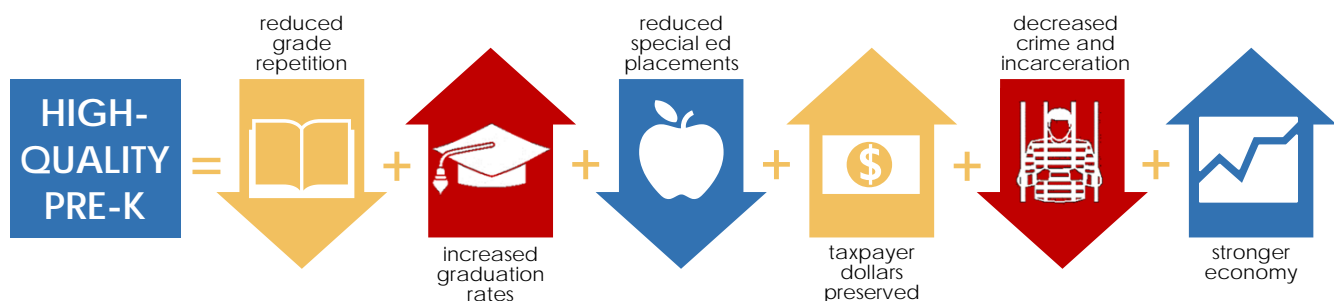 HIGH-
QUALITY
PRE-K
=
reduced
grade
repetition
+
increased
graduation
rates
+
reduced
special ed
placements
+
$
taxpayer
dollars
preserved
+
decreased
crime and
incarceration
+
stronger
economy